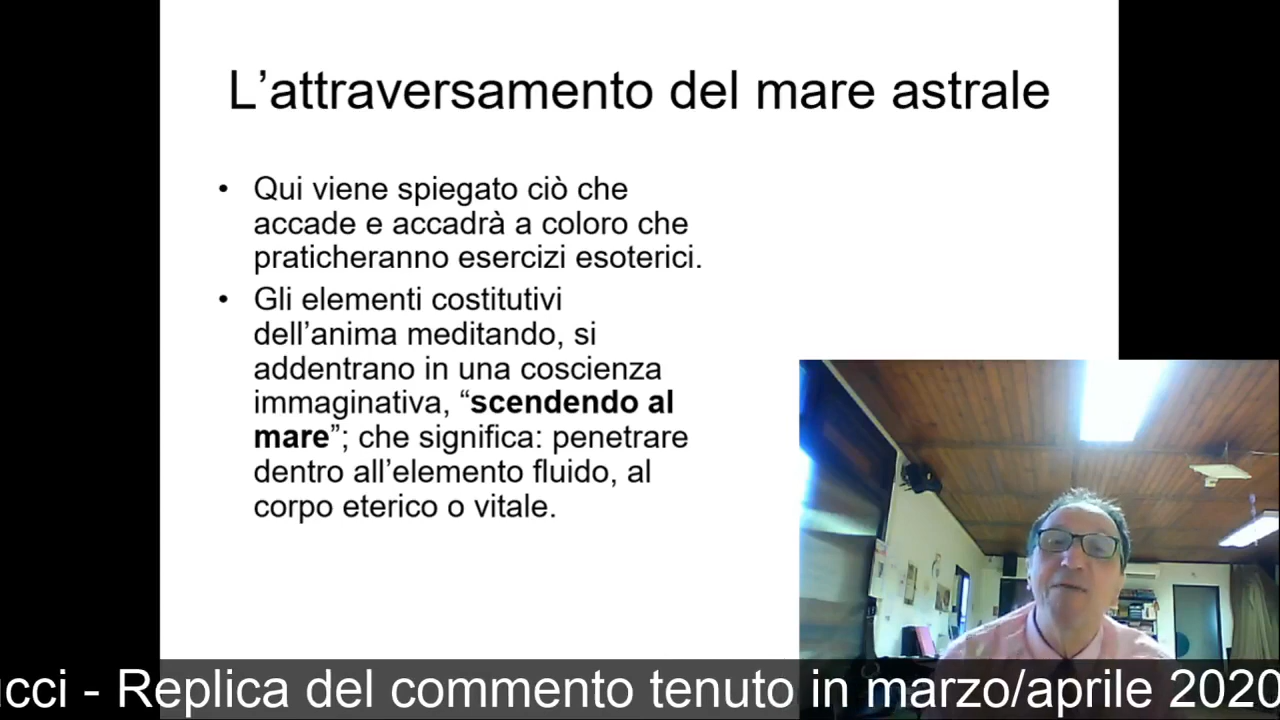 L’attraversamento del mare astrale
• Qui viene spiegato ciò che
accade e accadrà a coloro che
praticheranno esercizi esoterici.
• Gli elementi costitutivi
dell’anima meditando, si
addentrano in una coscienza
immaginativa, “scendendo al
mare”; che significa: penetrare
dentro all’elemento fluido, al
corpo eterico o vitale.
ucci - Replica del commento tenuto in marzo/aprile 2020